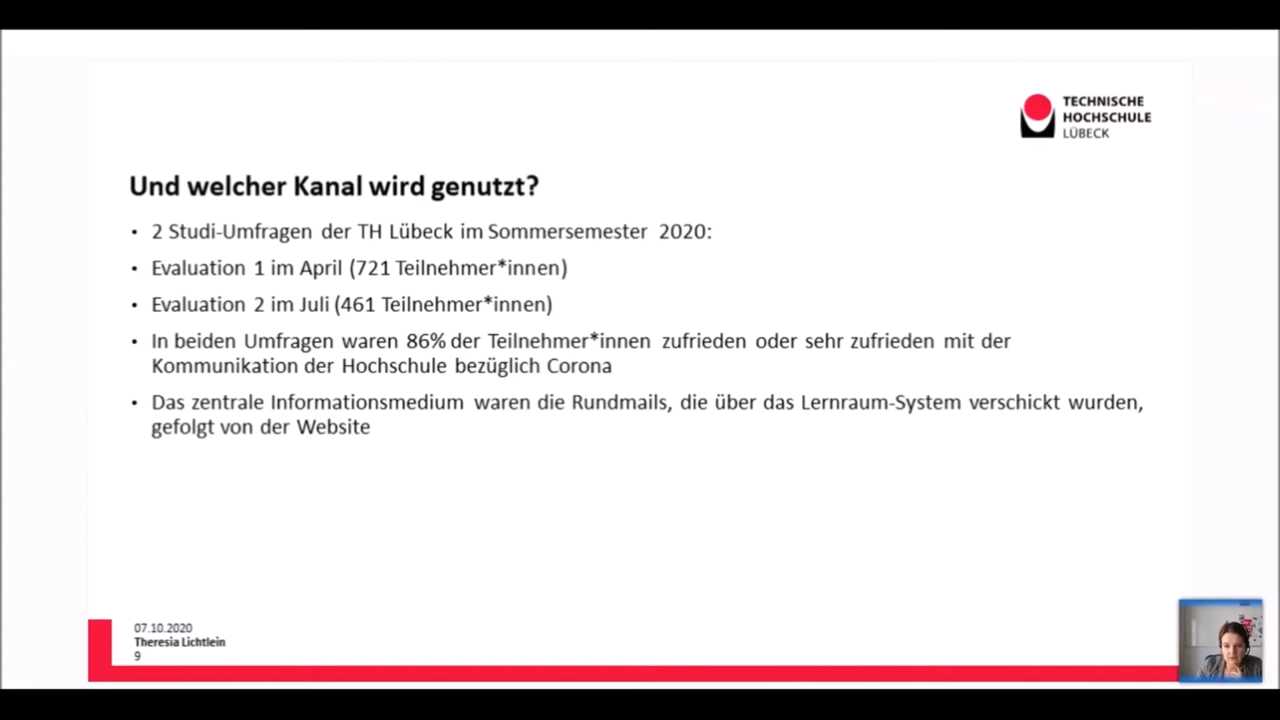 TECHNISCHE
HOCHSCHULE
LÜBECK
Und welcher Kanal wird genutzt?
• 2 Studi-Umfragen der TH Lübeck im Sommersemester 2020:
• Evaluation 1 im April (721 Teilnehmer*innen)
• Evaluation 2 im Juli (461 Teilnehmer*innen)
• In beiden Umfragen waren 86% der Teilnehmer*innen zufrieden oder sehr zufrieden mit der
Kommunikation der Hochschule bezüglich Corona
• Das zentrale Informationsmedium waren die Rundmails, die über das Lernraum-System verschickt wurden,
gefolgt von der Website
07.10.2020
Theresia Lichtlein
9